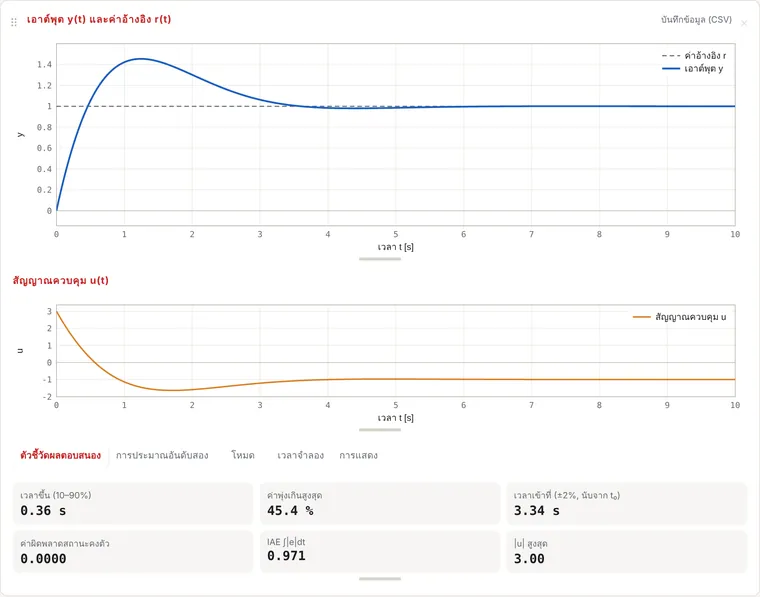 เอาต์พุต y(t) และค่าอ้างอิง r(t)
บันทึกข้อมูล (CSV) ×
ค่าอ้างอิง r
เอาต์พุต y
1.4
1.2
1
0.8
0.6
0.4
0.2
0
y
0 1 2 3 4 5 6 7 8 9 10
เวลา t [s]
สัญญาณควบคุม u(t)
สัญญาณควบคุม u
3
2
1
0
-1
-2
u
0 1 2 3 4 5 6 7 8 9 10
เวลา t [s]
ตัวชี้วัดผลตอบสนอง การประมาณอันดับสอง โหมด เวลาจำลอง การแสดง
เวลาขึ้น (10–90%)
0.36 s
ค่าพุ่งเกินสูงสุด
45.4 %
เวลาเข้าที่ (±2%, นับจาก t₀)
3.34 s
ค่าผิดพลาดสถานะคงตัว
0.0000
IAE ∫|e|dt
0.971
|u| สูงสุด
3.00